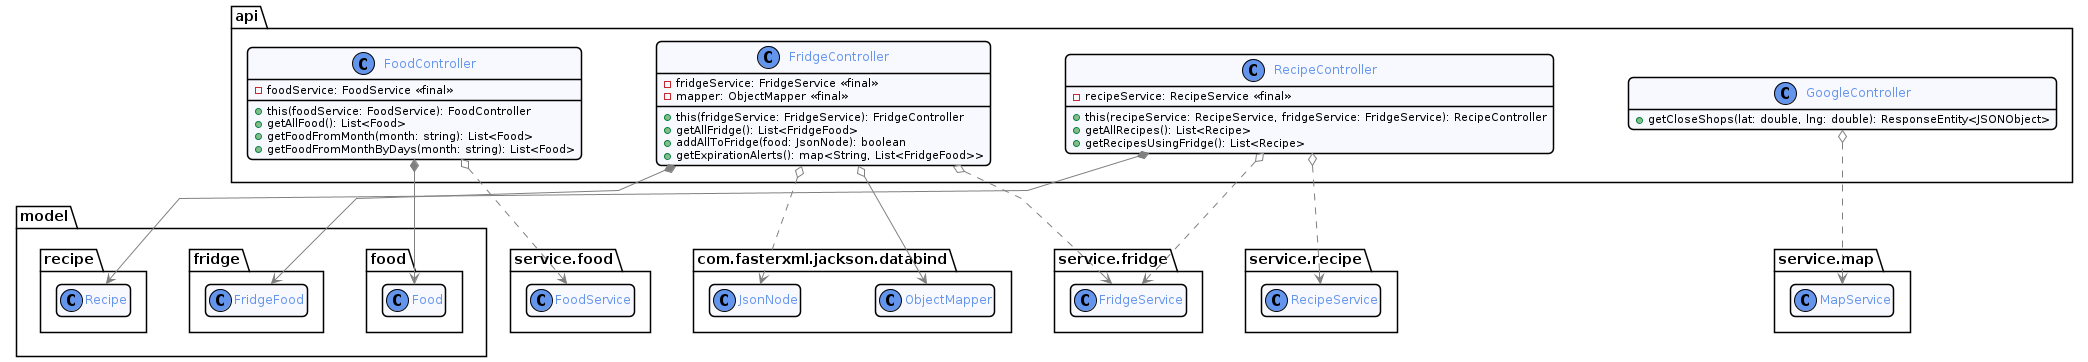 api
C FoodController
foodService: FoodService «final»
this(foodService: FoodService): FoodController
getAllFood(): List<Food>
getFoodFromMonth(month: string): List<Food>
getFoodFromMonthByDays(month: string): List<Food>
C FridgeController
fridgeService: FridgeService «final»
mapper: ObjectMapper «final»
this(fridgeService: FridgeService): FridgeController
getAllFridge(): List<FridgeFood>
addAllToFridge(food: JsonNode): boolean
getExpirationAlerts(): map<String, List<FridgeFood>>
C RecipeController
recipeService: RecipeService «final»
this(recipeService: RecipeService, fridgeService: FridgeService): RecipeController
getAllRecipes(): List<Recipe>
getRecipesUsingFridge(): List<Recipe>
C GoogleController
getCloseShops(lat: double, lng: double): ResponseEntity<JSONObject>
model
recipe
C Recipe
fridge
C FridgeFood
food
C Food
service.food
C FoodService
com.fasterxml.jackson.databind
C JsonNode
C ObjectMapper
service.fridge
C FridgeService
service.recipe
C RecipeService
service.map
C MapService